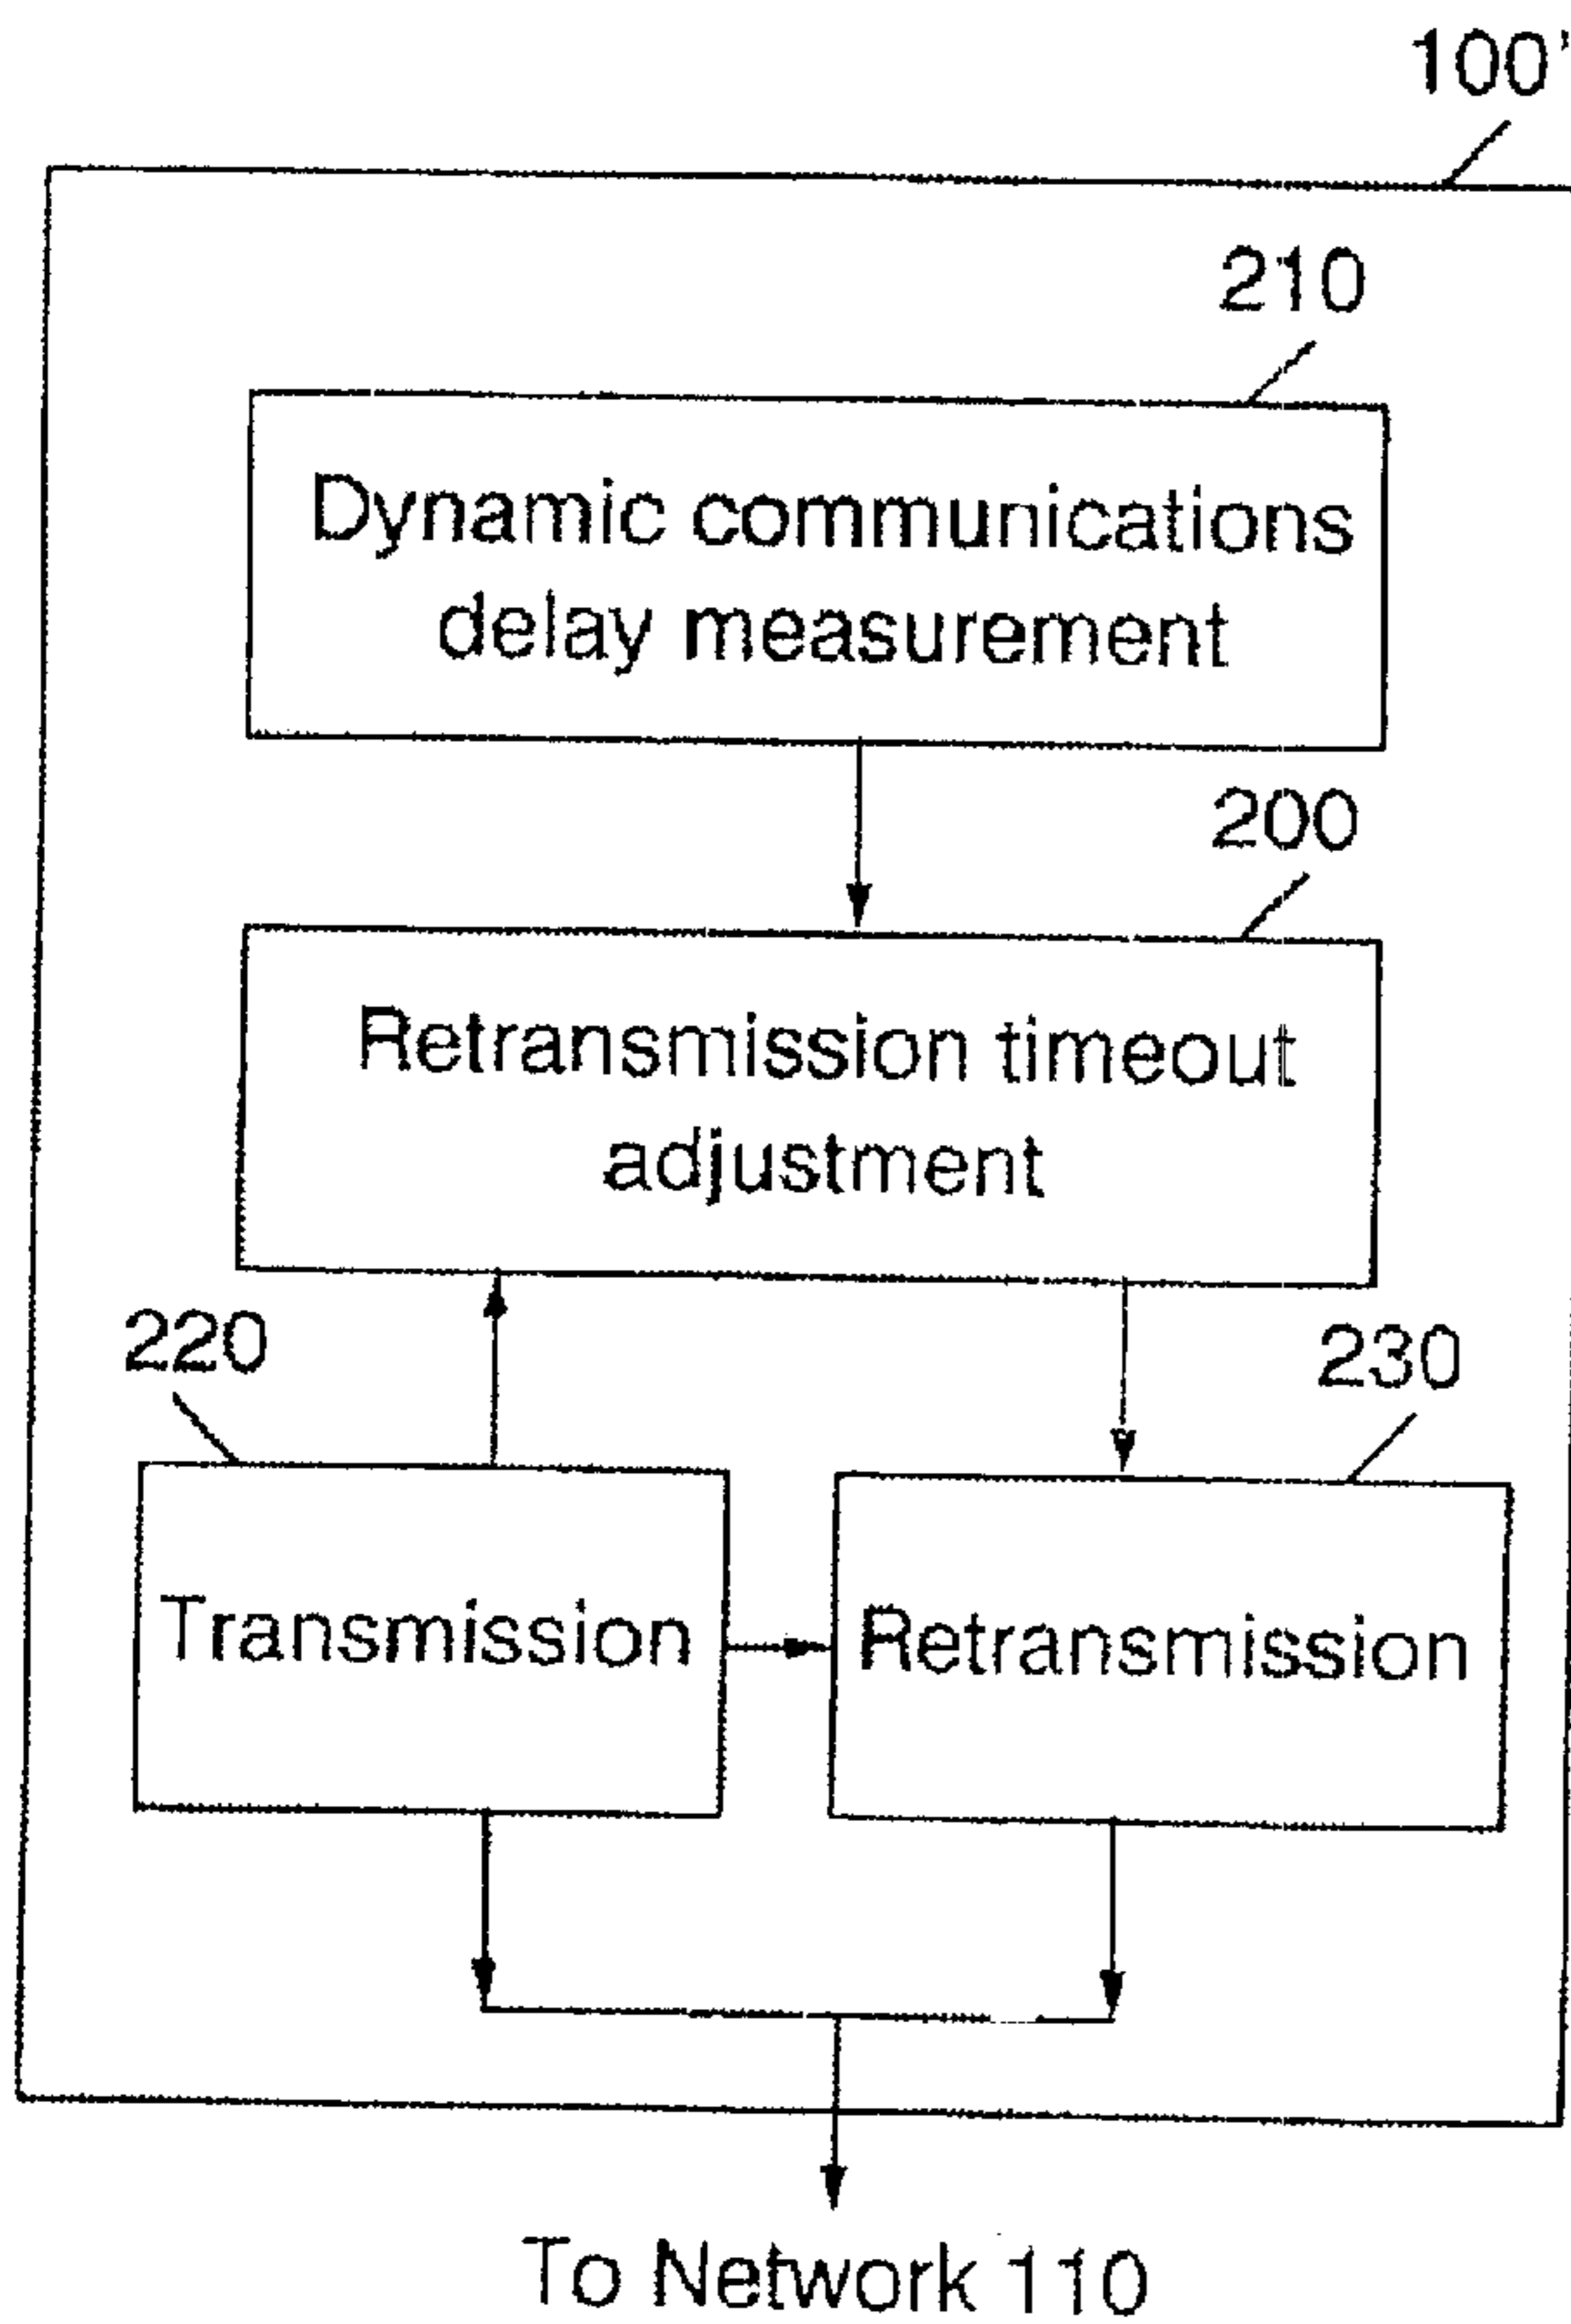 100'
210
Dynamic communications
delay measurement
200
Retransmission timeout
adjustment
220
230
Transmission
Retransmission
To Network 110